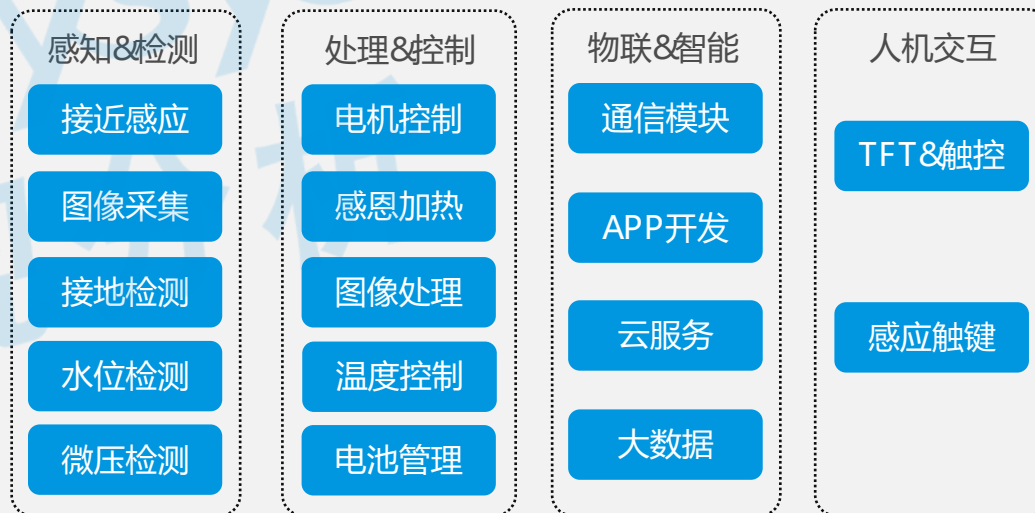 感知&检测
接近感应
图像采集
接地检测
水位检测
微压检测
处理&控制
电机控制
感恩加热
图像处理
温度控制
电池管理
物联&智能
通信模块
APP开发
云服务
大数据
人机交互
TFT&触控
感应触键